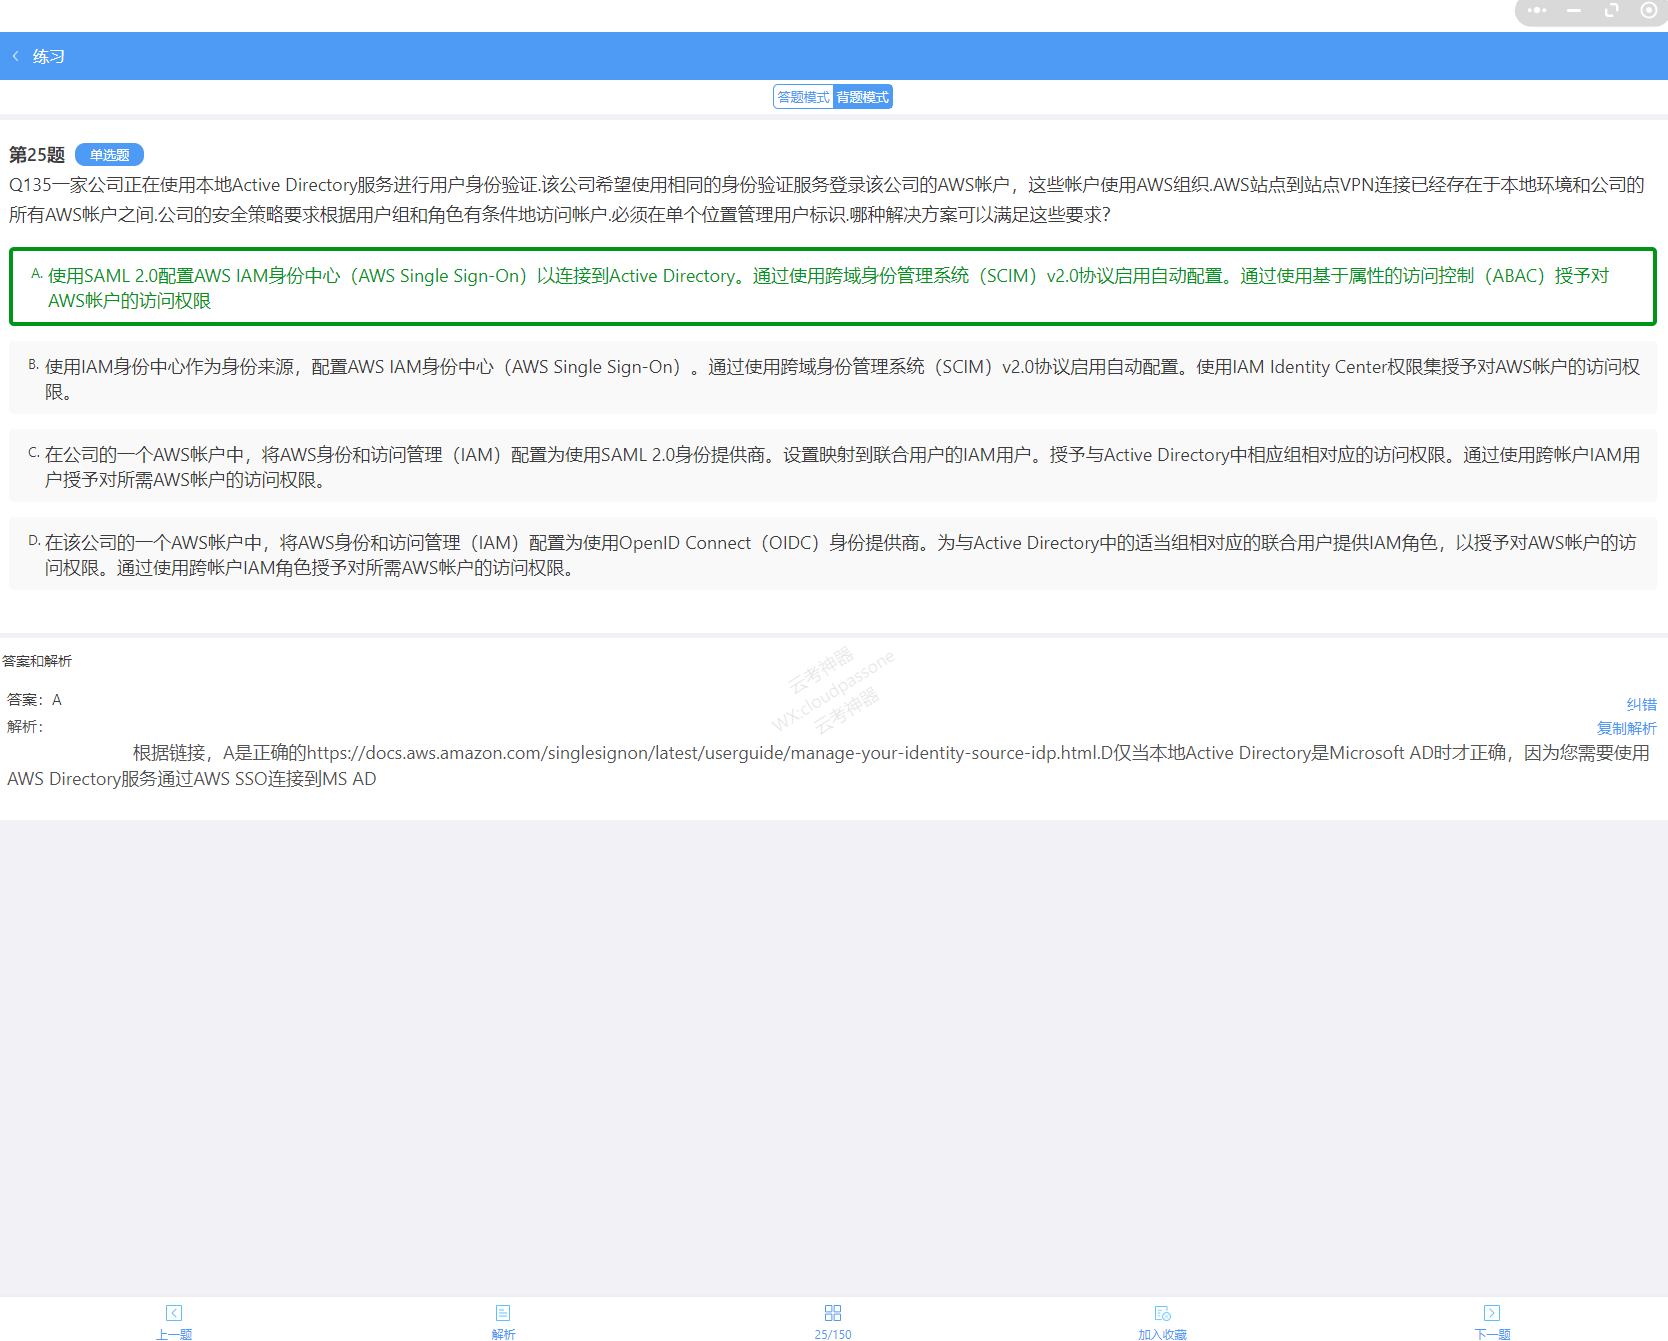 练习
答题模式 背题模式
第25题 单选题
Q135一家公司正在使用本地Active Directory服务进行用户身份验证.该公司希望使用相同的身份验证服务登录该公司的AWS帐户，这些帐户使用AWS组织.AWS站点到站点VPN连接已经存在于本地环境和公司的
所有AWS帐户之间.公司的安全策略要求根据用户组和角色有条件地访问帐户.必须在单个位置管理用户标识.哪种解决方案可以满足这些要求?
A. 使用SAML 2.0配置AWS IAM身份中心（AWS Single Sign-On）以连接到Active Directory。通过使用跨域身份管理系统（SCIM）v2.0协议启用自动配置。通过使用基于属性的访问控制（ABAC）授予对
AWS帐户的访问权限
B. 使用IAM身份中心作为身份来源，配置AWS IAM身份中心（AWS Single Sign-On）。通过使用跨域身份管理系统（SCIM）v2.0协议启用自动配置。使用IAM Identity Center权限集授予对AWS帐户的访问权
限。
C. 在公司的一个AWS帐户中，将AWS身份和访问管理（IAM）配置为使用SAML 2.0身份提供商。设置映射到联合用户的IAM用户。授予与Active Directory中相应组相对应的访问权限。通过使用跨帐户IAM用
户授予对所需AWS帐户的访问权限。
D. 在该公司的一个AWS帐户中，将AWS身份和访问管理（IAM）配置为使用OpenID Connect（OIDC）身份提供商。为与Active Directory中的适当组相对应的联合用户提供IAM角色，以授予对AWS帐户的访
问权限。通过使用跨帐户IAM角色授予对所需AWS帐户的访问权限。
答案和解析
云考神器
WX:cloudpassone
云考神器
答案：A
纠错
解析：
复制解析
根据链接，A是正确的https://docs.aws.amazon.com/singlesignon/latest/userguide/manage-your-identity-source-idp.html.D仅当本地Active Directory是Microsoft AD时才正确，因为您需要使用
AWS Directory服务通过AWS SSO连接到MS AD
上一题 解析 25/150 加入收藏 下一题